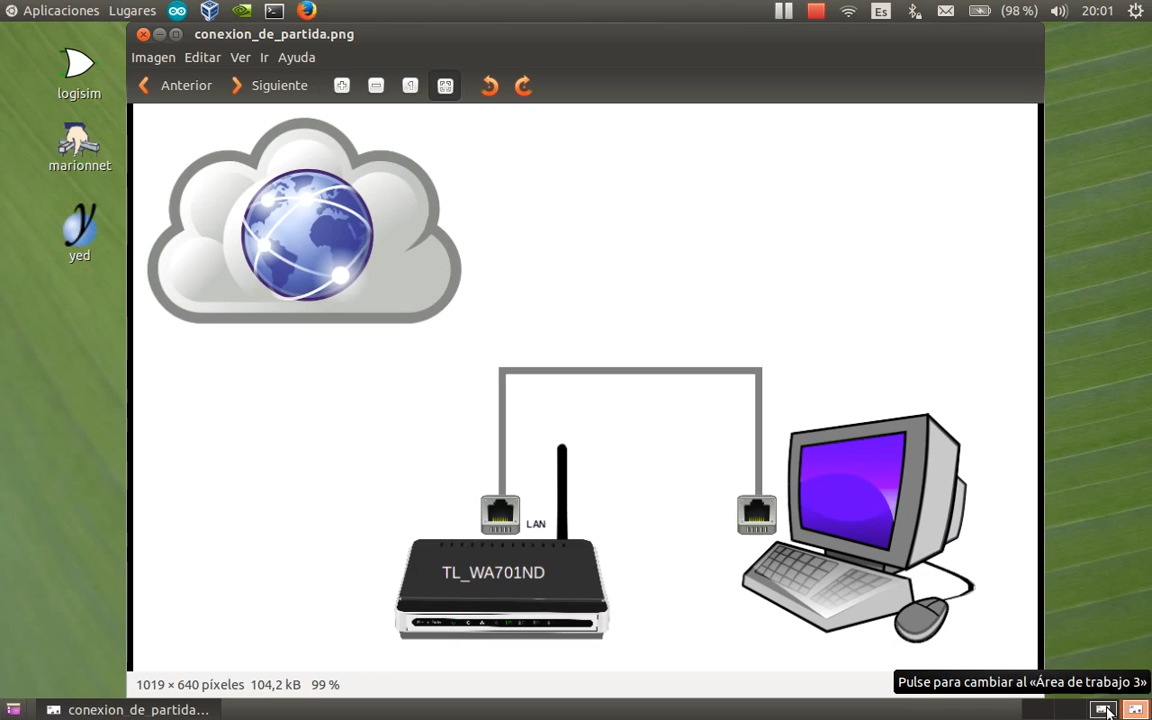 Aplicaciones Lugares
Es
(98 %)
20:01
conexion_de_partida.png
Imagen Editar Ver Ir Ayuda
Anterior Siguiente
logisim
marionnet
yed
LAN
TL_WA701ND
1019 × 640 píxeles 104,2 kB 99 %
Pulse para cambiar al «Área de trabajo 3»
conexion_de_partida...